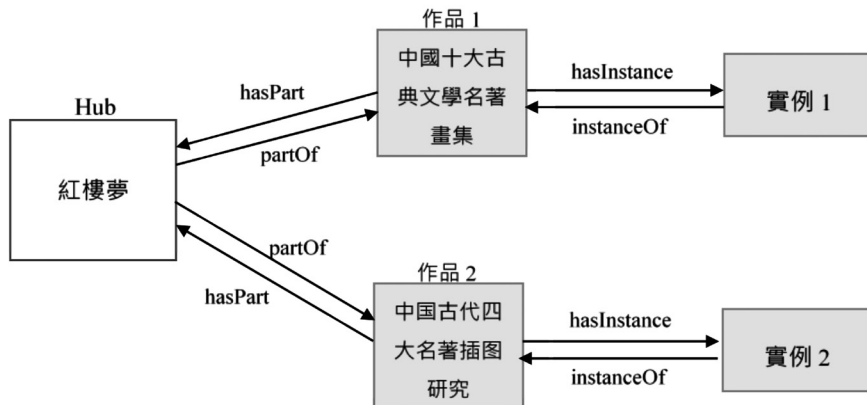 作品 1
中國十大古
典文學名著
畫集
hasInstance
instanceOf
實例 1
hasPart
partOf
Hub
紅樓夢
partOf
hasPart
作品 2
中国古代四
大名著插图
研究
hasInstance
instanceOf
實例 2